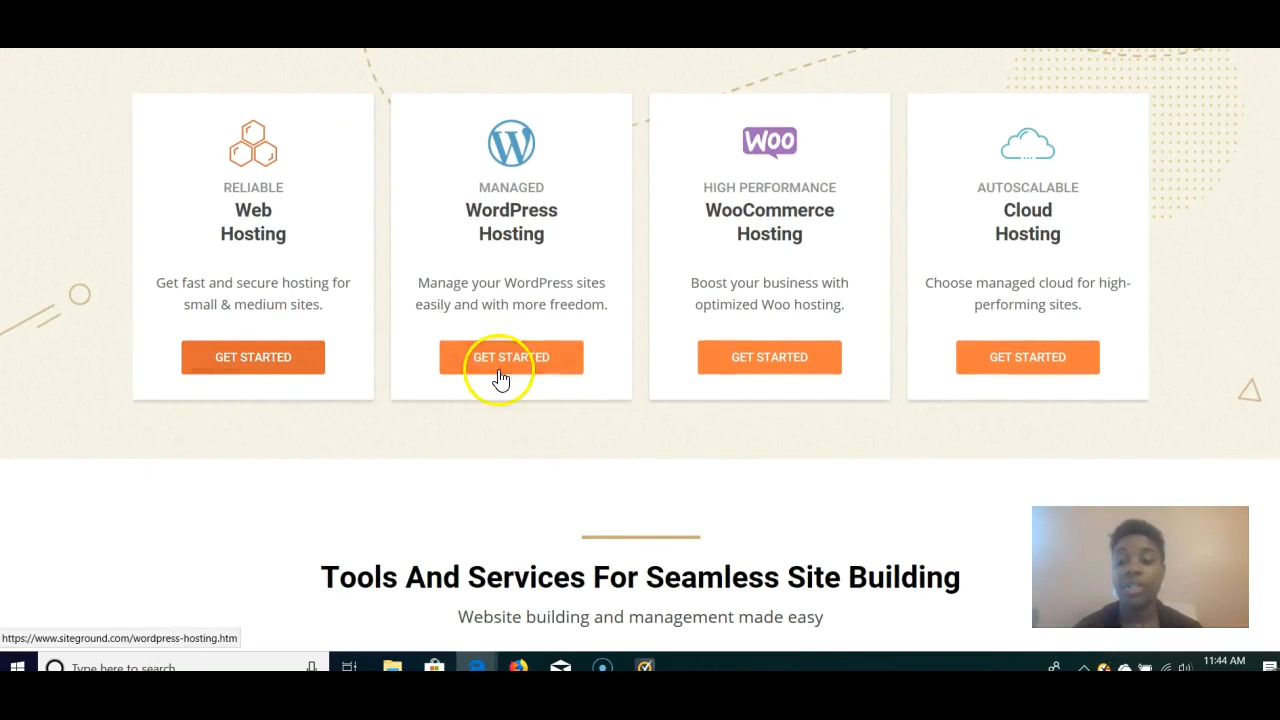 WOO
RELIABLE
Web
Hosting
Get fast and secure hosting for
small & medium sites.
GET STARTED
MANAGED
WordPress
Hosting
Manage your WordPress sites
easily and with more freedom.
GET STARTED
HIGH PERFORMANCE
WooCommerce
Hosting
Boost your business with
optimized Woo hosting.
GET STARTED
AUTOSCALABLE
Cloud
Hosting
Choose managed cloud for high-
performing sites.
GET STARTED
Tools And Services For Seamless Site Building
Website building and management made easy
https://www.siteground.com/wordpress-hosting.htm
Type here to search
11:44 AM